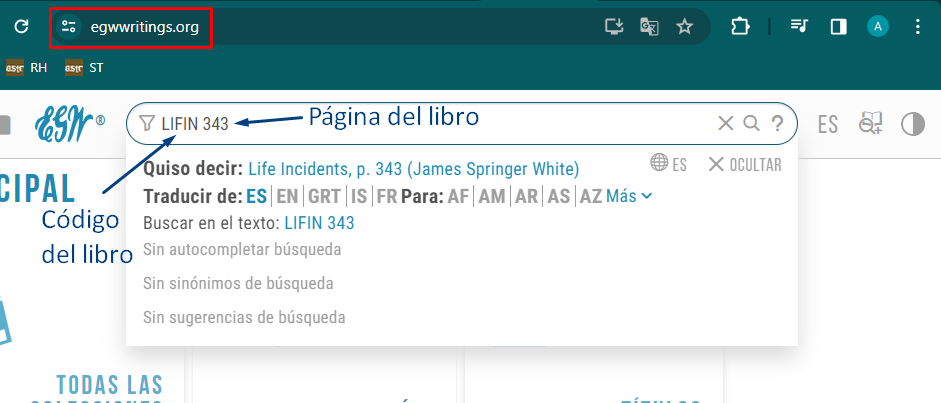 egwwritings.org
A
RH
ST
EGW®
LIFIN 343
Página del libro
ES
Quiso decir: Life Incidents, p. 343 (James Springer White)
ES
OCULTAR
CIPAL
Traducir de: ES EN GRT IS FR Para: AF AM AR AS AZ Más
Código
del libro
Buscar en el texto: LIFIN 343
Sin autocompletar búsqueda
Sin sinónimos de búsqueda
Sin sugerencias de búsqueda
TODAS LAS